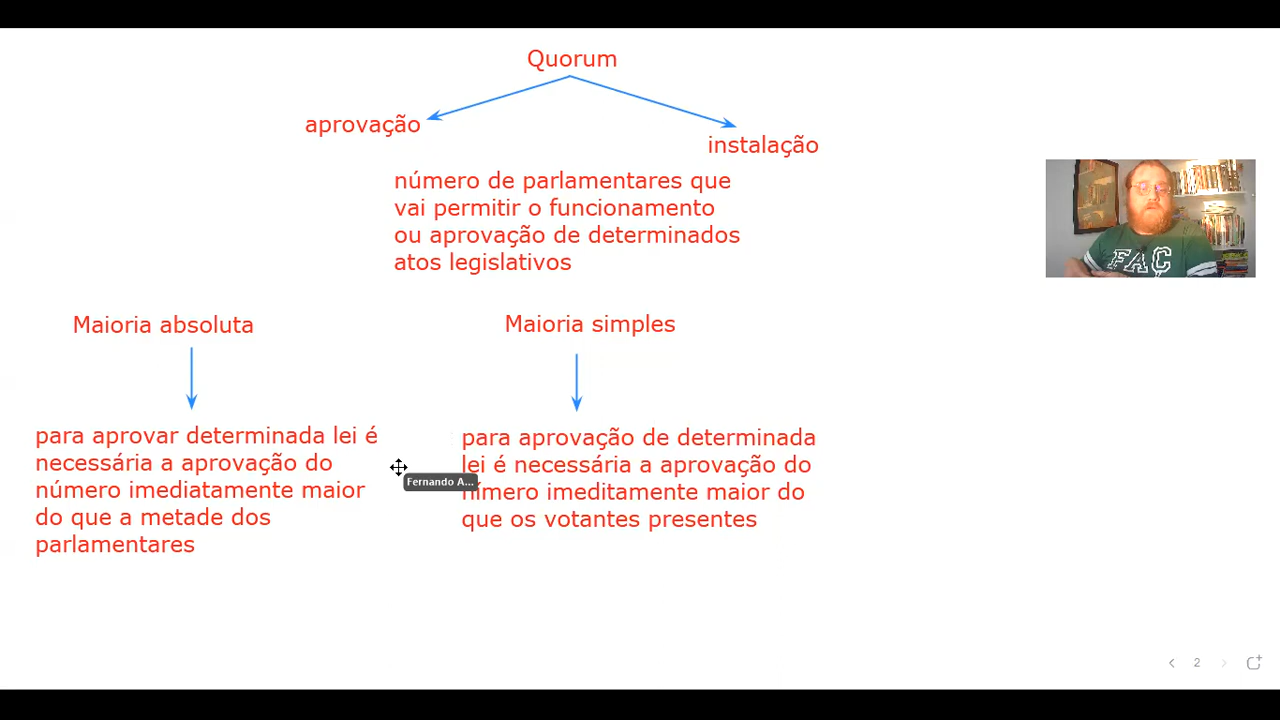 Quorum
aprovação
instalação
número de parlamentares que
vai permitir o funcionamento
ou aprovação de determinados
atos legislativos
Maioria absoluta
Maioria simples
para aprovar determinada lei é
necessária a aprovação do
número imediatamente maior
do que a metade dos
parlamentares
para aprovação de determinada
lei é necessária a aprovação do
número imeditamente maior do
que os votantes presentes
Fernando A...
FAC
2